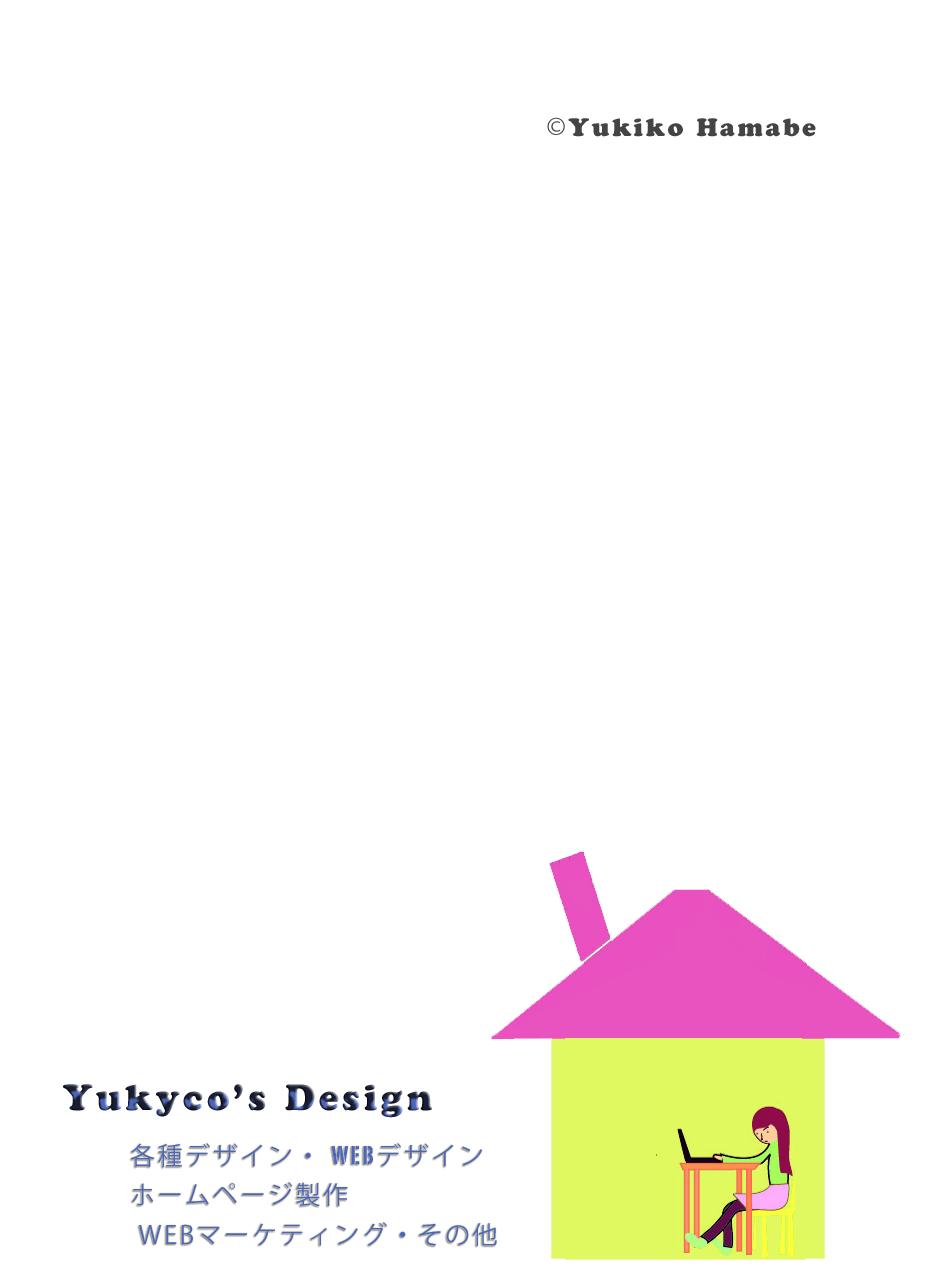 ©Yukiko Hamabe
Yukyco’s Design
各種デザイン・ WEBデザイン
ホームページ製作
WEBマーケティング・その他